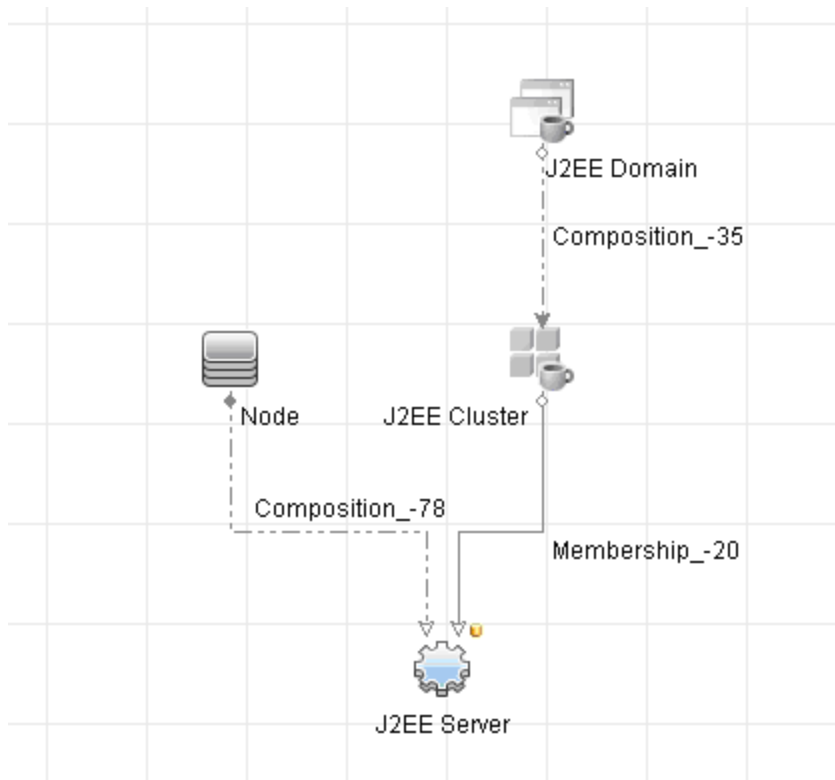 J2EE Domain
Composition_-35
Node
J2EE Cluster
Composition_-78
Membership_-20
J2EE Server